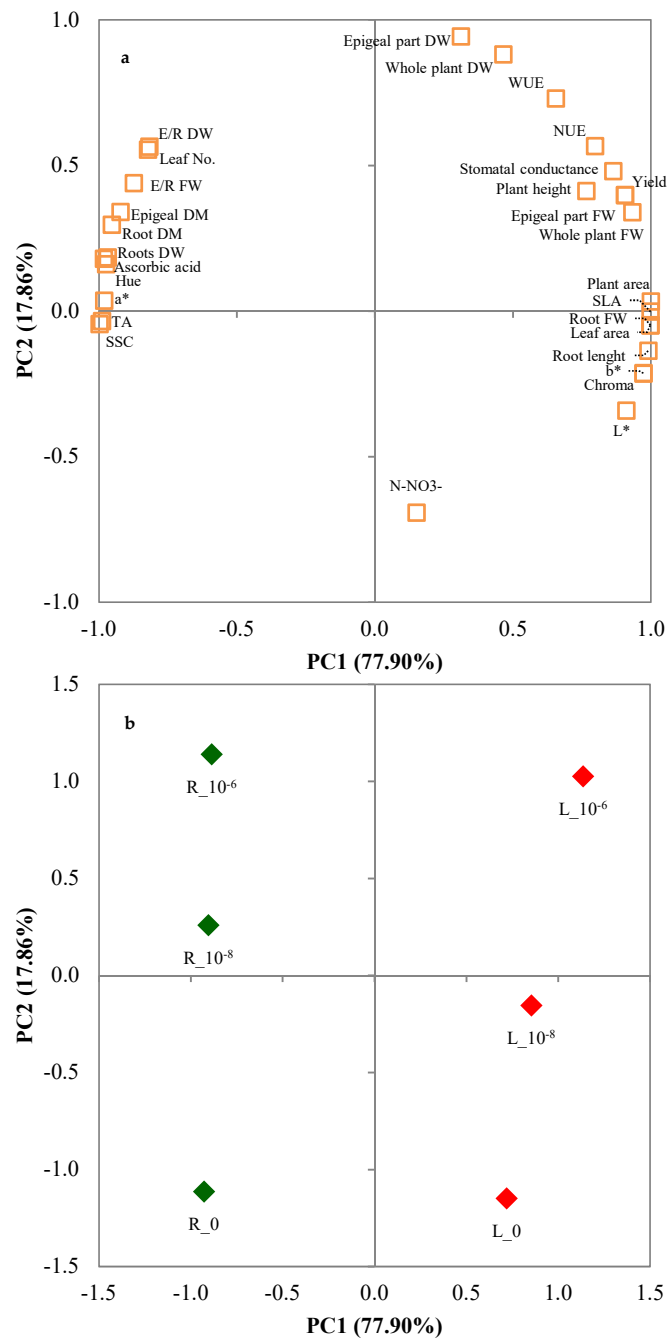 1.0
a
Epigeal part DW
Whole plant DW
WUE
E/R DW
NUE
Leaf No.
0.5
Stomatal conductance
E/R FW
Plant height
Yield
Epigeal DM
Epigeal part FW
Root DM
Whole plant FW
Roots DW
Ascorbic acid
Hue
Plant area
a*
SLA
0.0
TA
Root FW
SSC
Leaf area
Root lenght
b*
Chroma
L*
PC2 (17.86%)
-0.5
N-NO3-
-1.0
-1.0 -0.5 0.0 0.5 1.0
PC1 (77.90%)
1.5
b
1.0
R_10-6
L_10-6
0.5
R_10-8
0.0
L_10-8
PC2 (17.86%)
-0.5
-1.0
R_0
L_0
-1.5
-1.5 -1.0 -0.5 0.0 0.5 1.0 1.5
PC1 (77.90%)